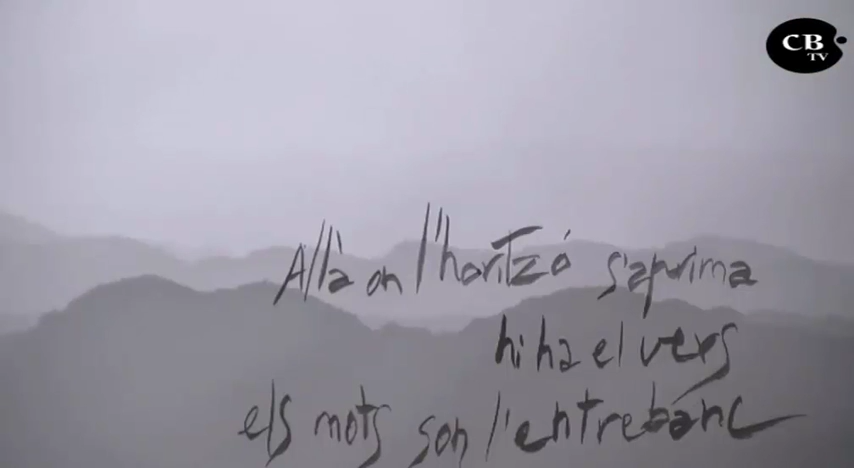 CB
TV
Allà on l'horitzó s'aprima
hi ha el vers
els mots son l'entrebanc